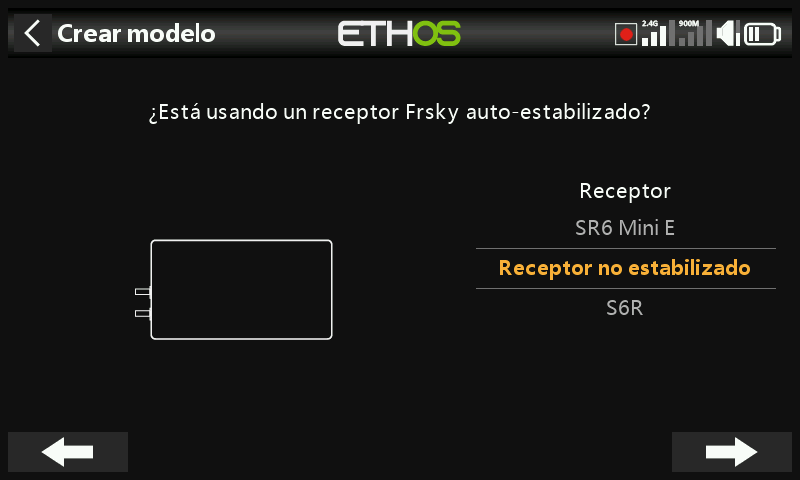 Crear modelo
ETHOS
2.4G
900M
¿Está usando un receptor Frsky auto-estabilizado?
Receptor
SR6 Mini E
Receptor no estabilizado
S6R